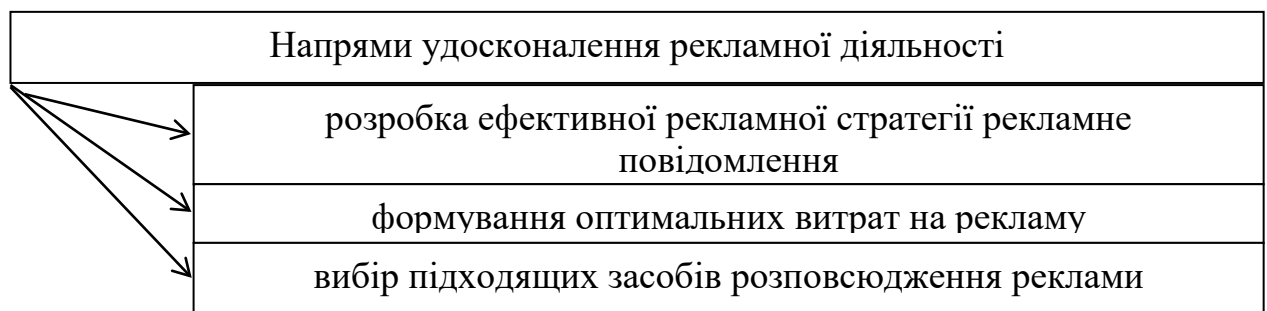 Напрями удосконалення рекламної діяльності
розробка ефективної рекламної стратегії рекламне
повідомлення
формування оптимальних витрат на рекламу
вибір підходящих засобів розповсюдження реклами